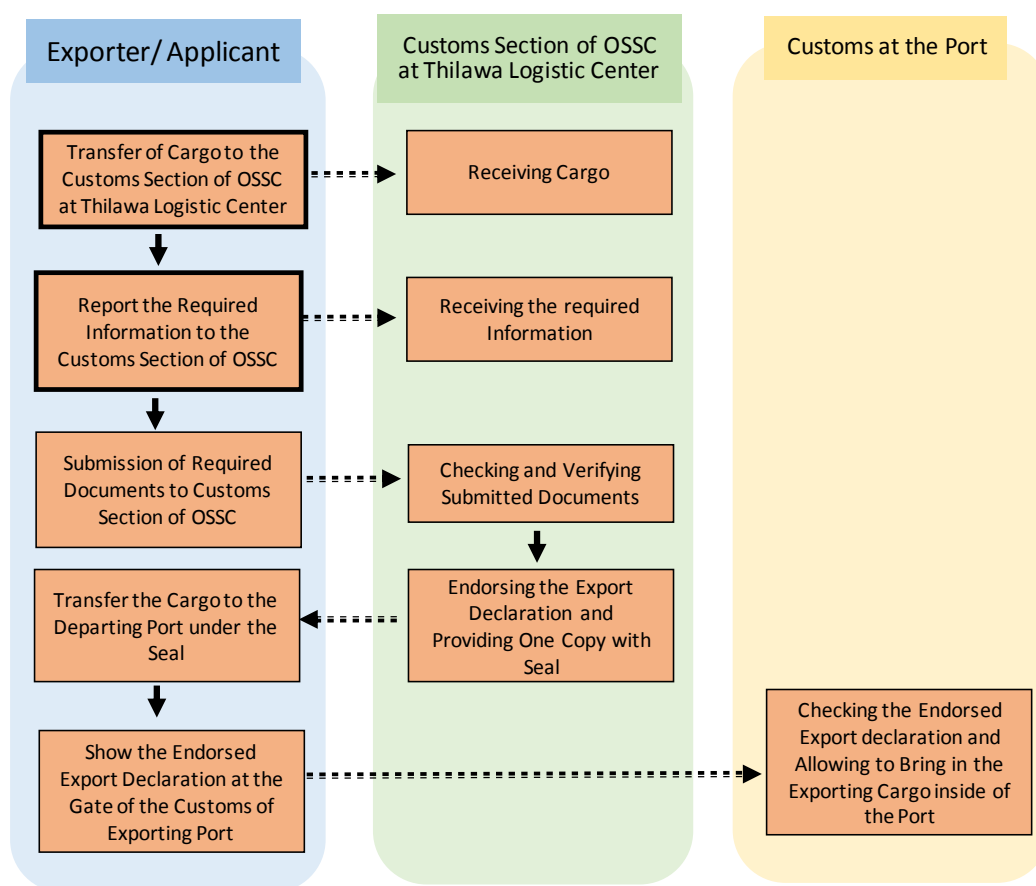 Exporter/ Applicant
Customs Section of OSSC
at Thilawa Logistic Center
Customs at the Port
Transfer of Cargo to the
Customs Section of OSSC
at Thilawa Logistic Center
Receiving Cargo
Report the Required
Information to the
Customs Section of OSSC
Receiving the required
Information
Submission of Required
Documents to Customs
Section of OSSC
Checking and Verifying
Submitted Documents
Transfer the Cargo to the
Departing Port under the
Seal
Endorsing the Export
Declaration and
Providing One Copy with
Seal
Show the Endorsed
Export Declaration at the
Gate of the Customs of
Exporting Port
Checking the Endorsed
Export declaration and
Allowing to Bring in the
Exporting Cargo inside of
the Port